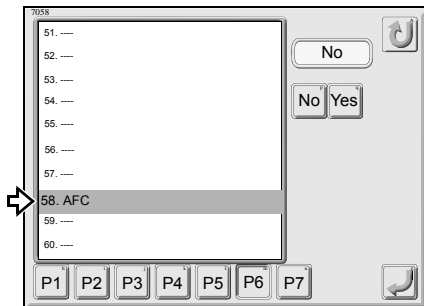 7058
51. ----
52. ----
53. ----
54. ----
55. ----
56. ----
57. ----
58. AFC
59. ----
60. ----
No
No Yes
P1 P2 P3 P4 P5 P6 P7